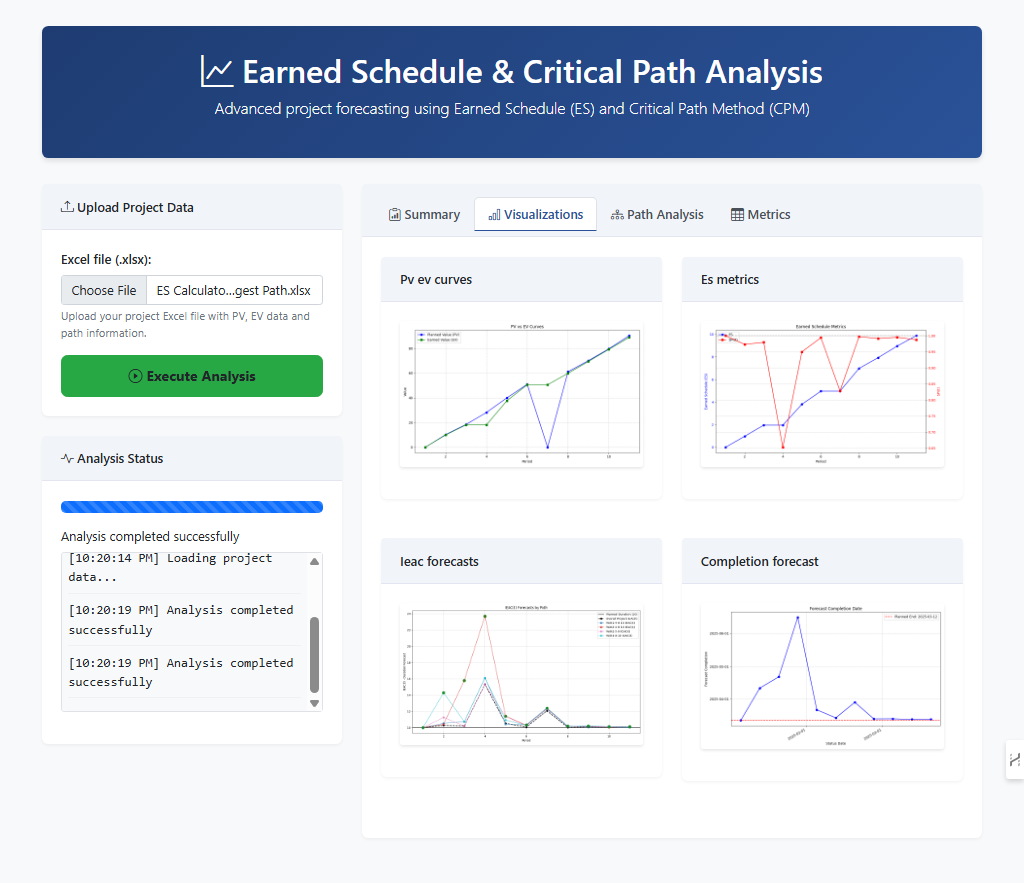 Earned Schedule & Critical Path Analysis
Advanced project forecasting using Earned Schedule (ES) and Critical Path Method (CPM)
Upload Project Data
Excel file (.xlsx):
Choose File
ES Calculato...gest Path.xlsx
Upload your project Excel file with PV, EV data and
path information.
Execute Analysis
Analysis Status
Analysis completed successfully
[10:20:14 PM] Loading project
data...
[10:20:19 PM] Analysis completed
successfully
[10:20:19 PM] Analysis completed
successfully
Summary
Visualizations
Path Analysis
Metrics
Pv ev curves
PV vs EV Curves
Planned Value (PV)
Earned Value (EV)
Value
Period
Es metrics
Earned Schedule Metrics
Earned Schedule (ES)
Period
Ieac forecasts
IEAC(t) Forecasts by Path
Period
Completion forecast
Forecast Completion Date
Forecast Completion
Status Date